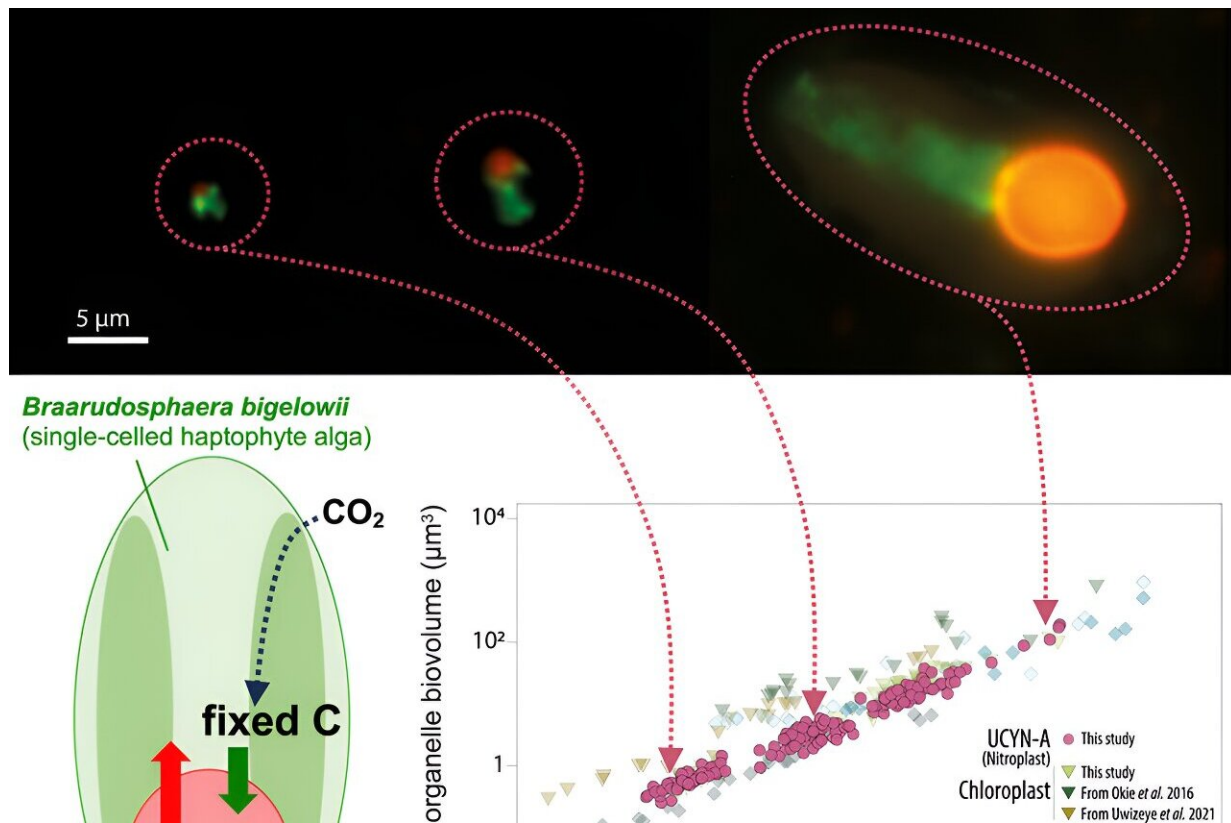 5 µm
Braarudosphaera bigelowii
(single-celled haptophyte alga)
CO₂
fixed C
organelle biovolume (µm³)
10⁴
10²
1
UCYN-A
(Nitroplast)
This study
Chloroplast
This study
From Okie et al. 2016
From Uwizeye et al. 2021